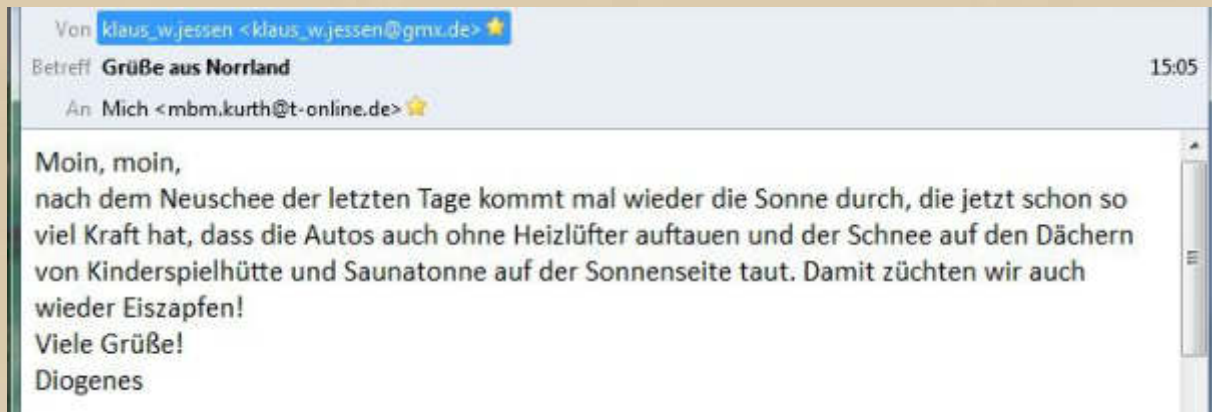 Von klaus_w.jessen <klaus_w.jessen@gmx.de>
Betreff Grüße aus Norrland 15:05
An Mich <mbm.kurth@t-online.de>
Moin, moin,
nach dem Neuschee der letzten Tage kommt mal wieder die Sonne durch, die jetzt schon so
viel Kraft hat, dass die Autos auch ohne Heizlüfter auftauen und der Schnee auf den Dächern
von Kinderspielhütte und Saunatonne auf der Sonnenseite taut. Damit züchten wir auch
wieder Eiszapfen!
Viele Grüße!
Diogenes